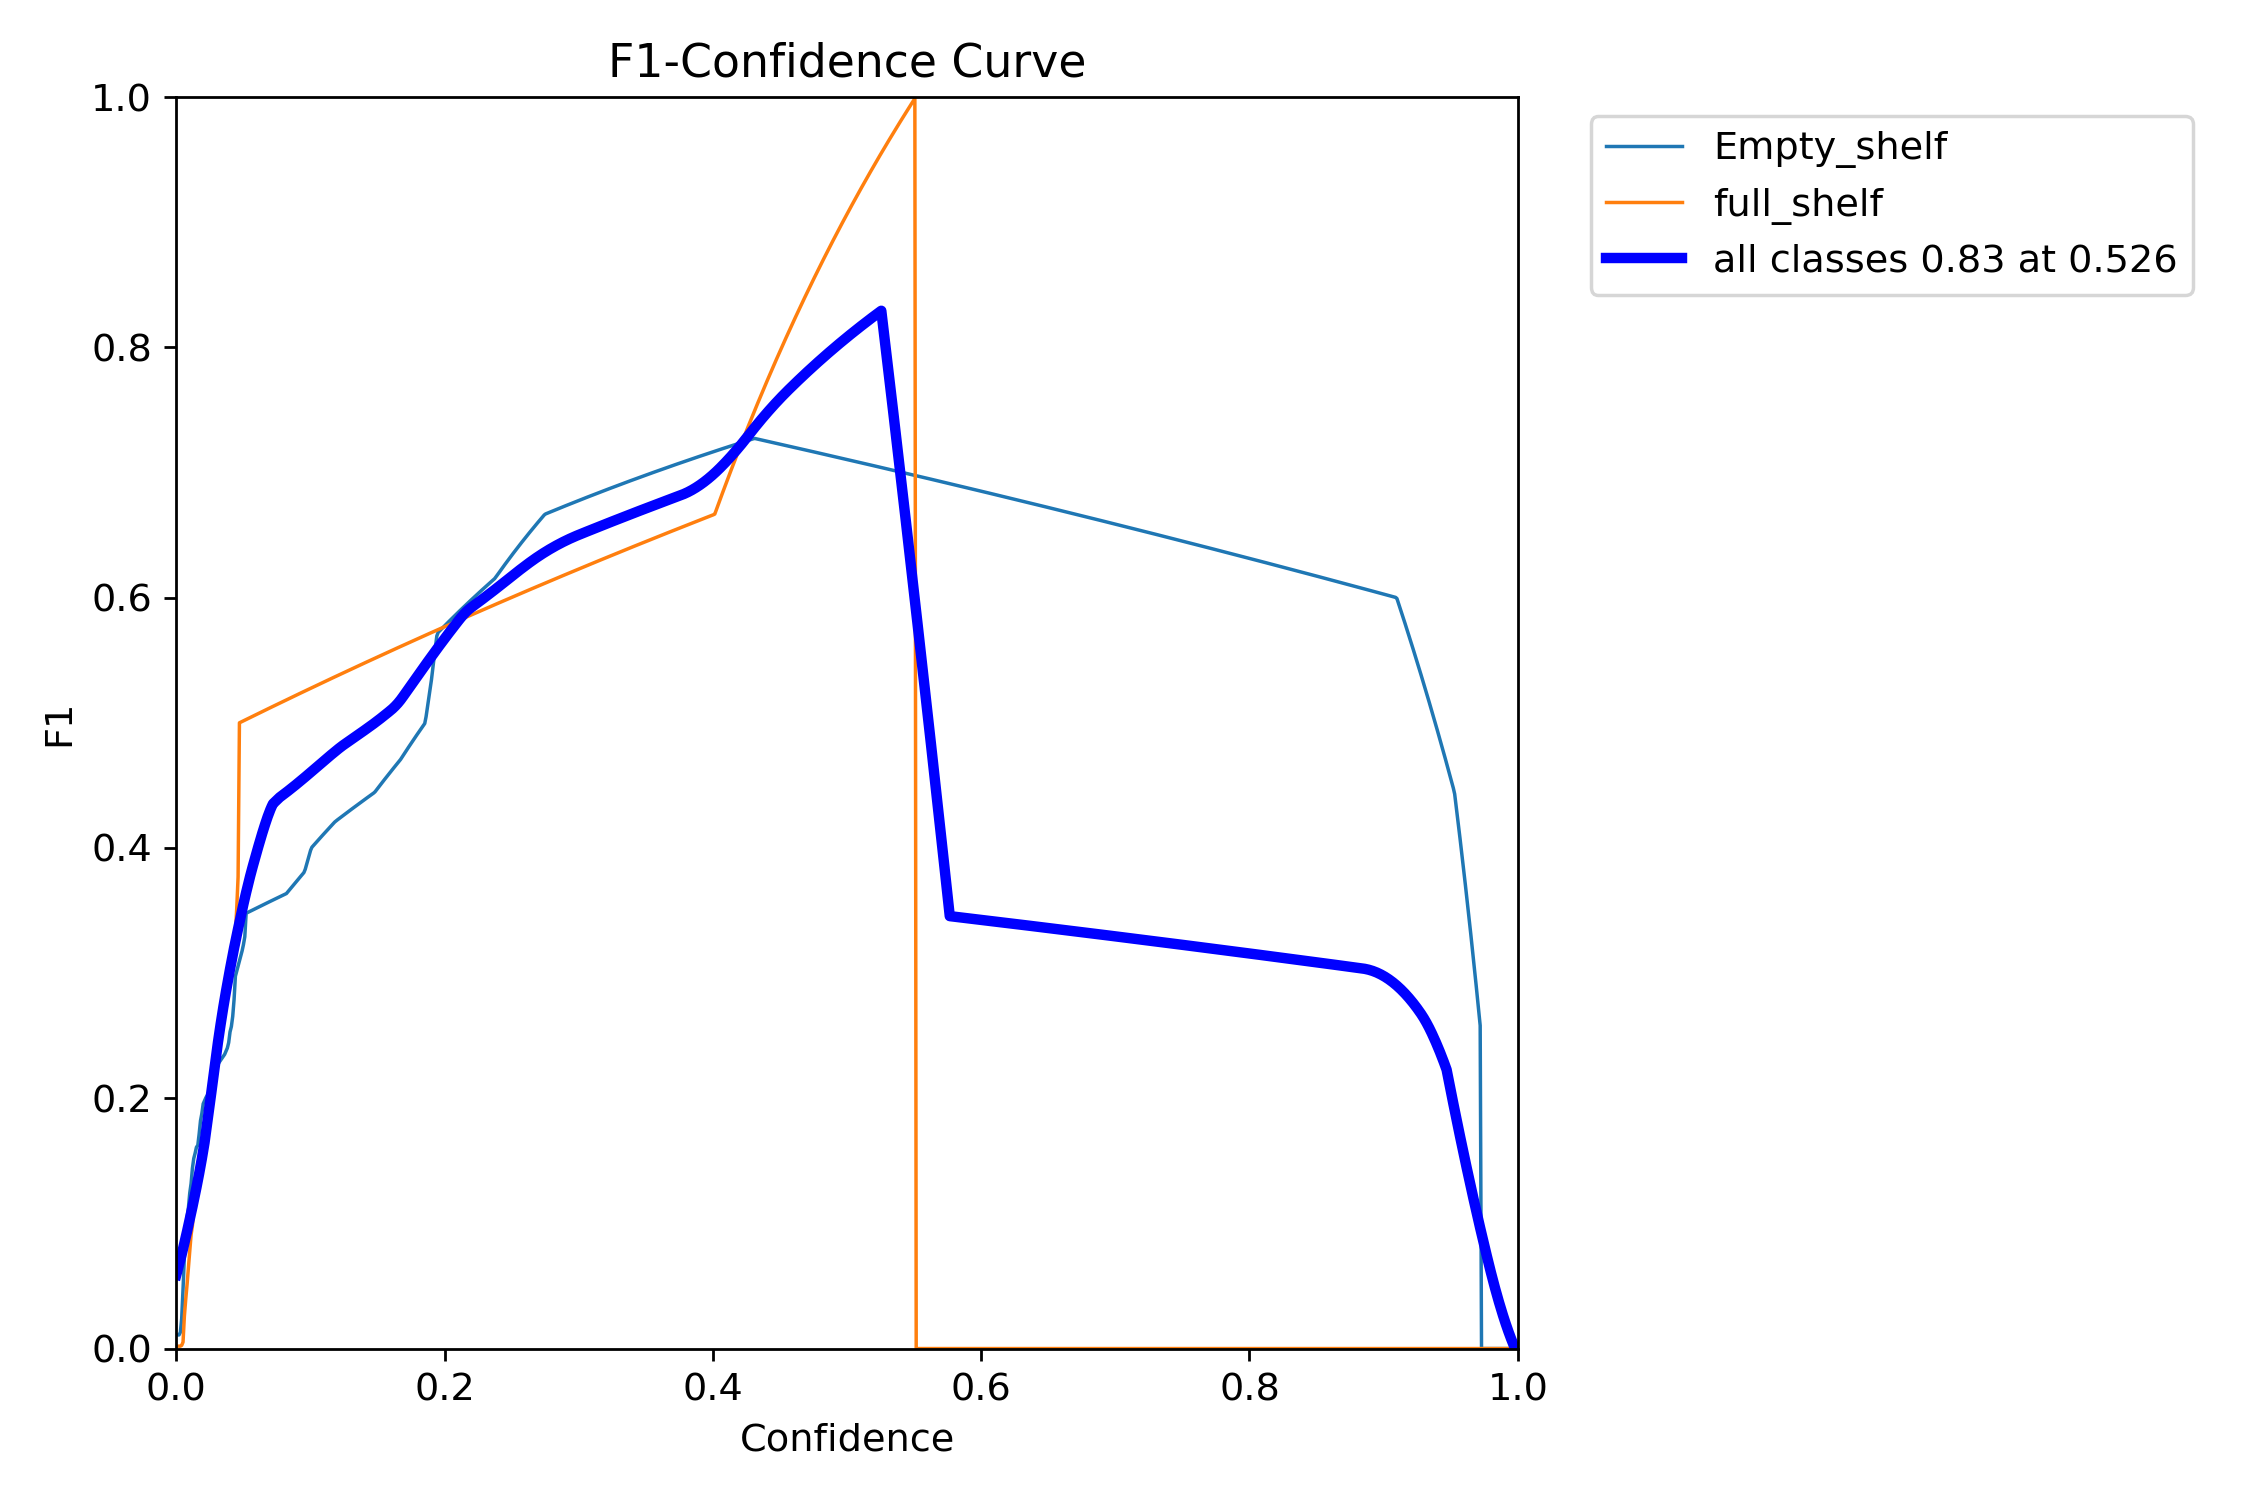 F1-Confidence Curve
1.0
0.8
0.6
0.4
0.2
0.0
F1
0.0 0.2 0.4 0.6 0.8 1.0
Confidence
Empty_shelf
full_shelf
all classes 0.83 at 0.526